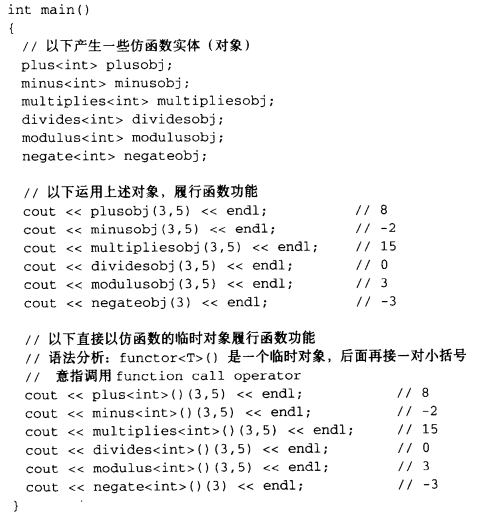 int main()
{
// 以下产生一些仿函数实体（对象）
plus<int> plusobj;
minus<int> minusobj;
multiplies<int> multipliesobj;
divides<int> dividesobj;
modulus<int> modulusobj;
negate<int> negateobj;
// 以下运用上述对象，履行函数功能
cout << plusobj(3,5) << endl; // 8
cout << minusobj(3,5) << endl; // -2
cout << multipliesobj(3,5) << endl; // 15
cout << dividesobj(3,5) << endl; // 0
cout << modulusobj(3,5) << endl; // 3
cout << negateobj(3) << endl; // -3
// 以下直接以仿函数的临时对象履行函数功能
// 语法分析：functor<T>() 是一个临时对象，后面再接一对小括号
// 意指调用 function call operator
cout << plus<int>()(3,5) << endl; // 8
cout << minus<int>()(3,5) << endl; // -2
cout << multiplies<int>()(3,5) << endl; // 15
cout << divides<int>()(3,5) << endl; // 0
cout << modulus<int>()(3,5) << endl; // 3
cout << negate<int>()(3) << endl; // -3
}